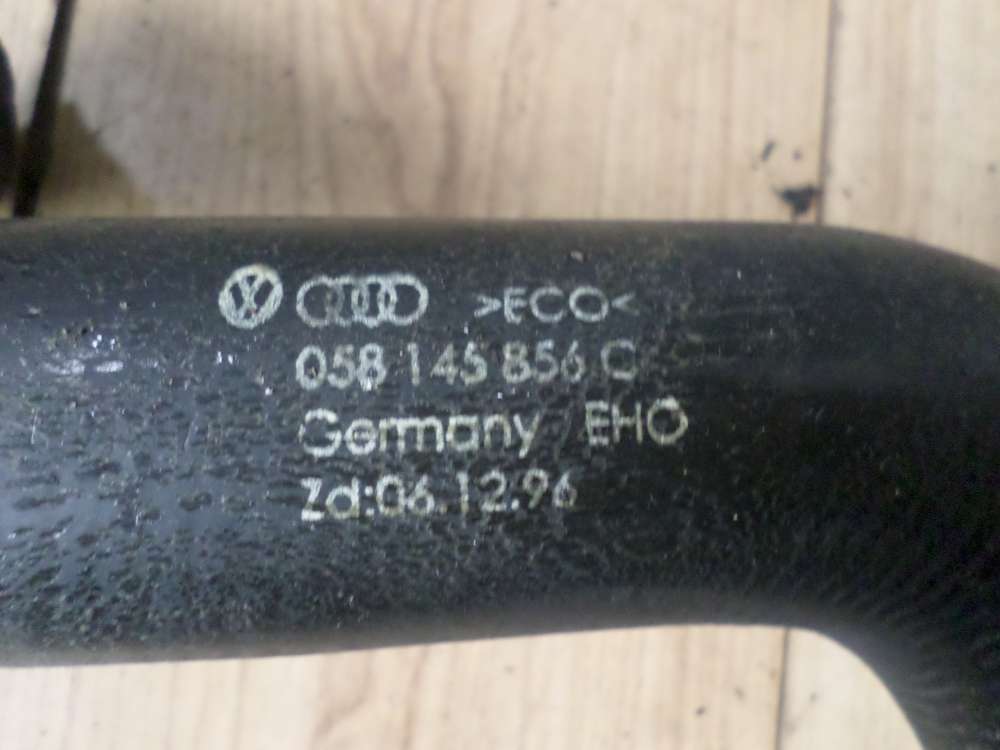 >ECO<
058 145 856 C
Germany EHO
Zd:06.12.96